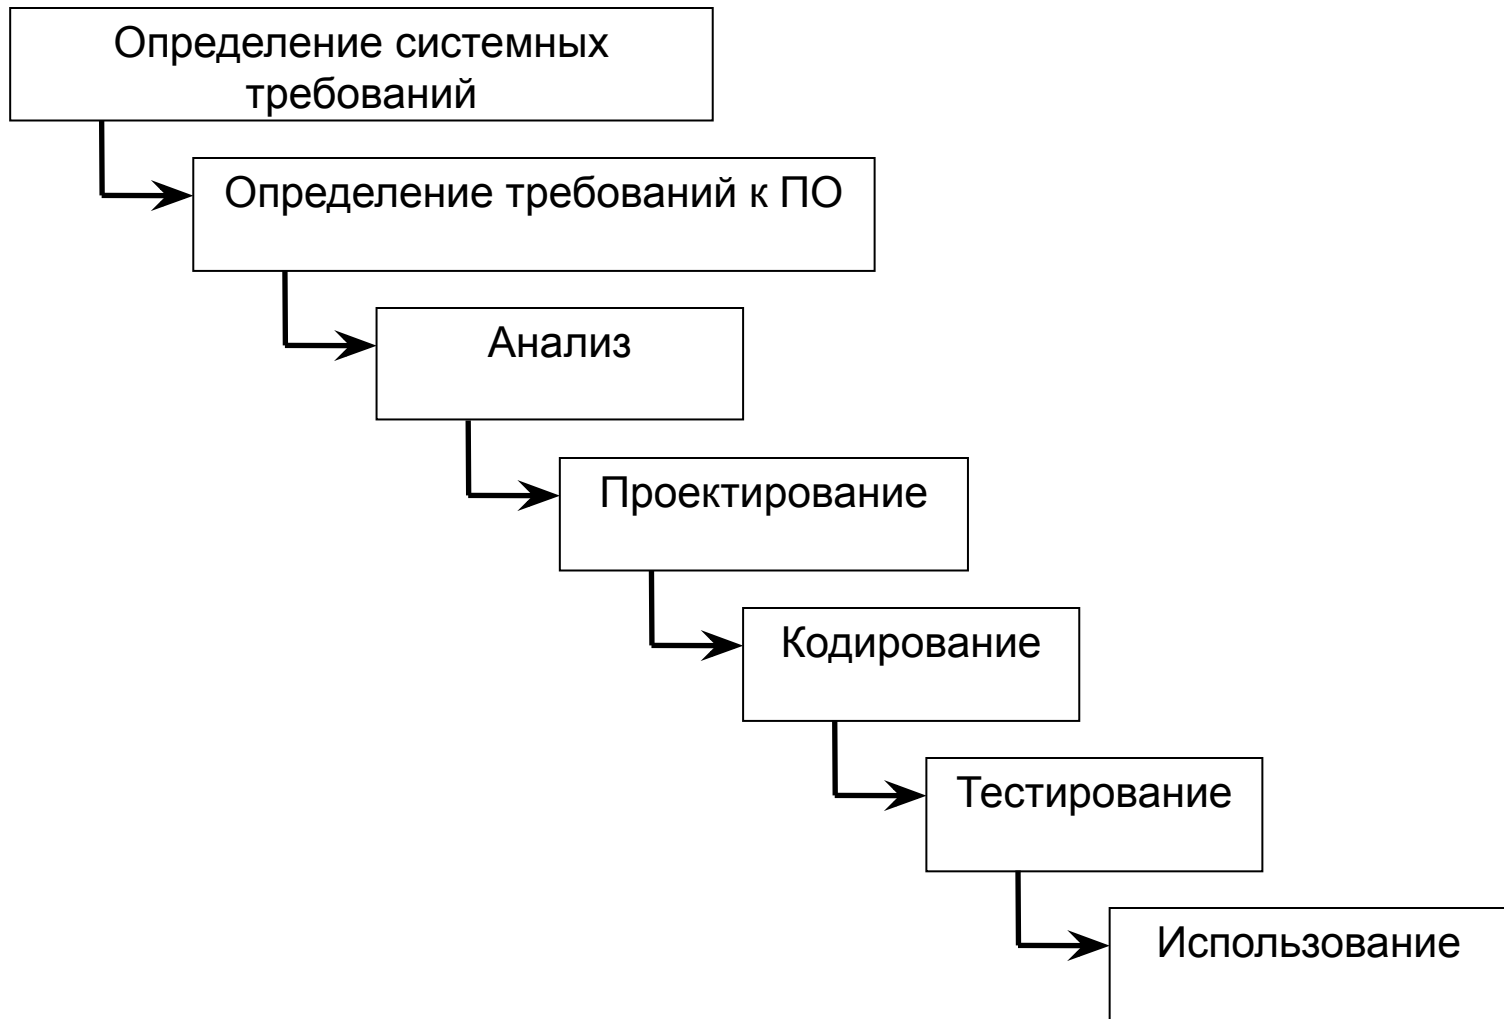 Определение системных
требований
Определение требований к ПО
Анализ
Проектирование
Кодирование
Тестирование
Использование